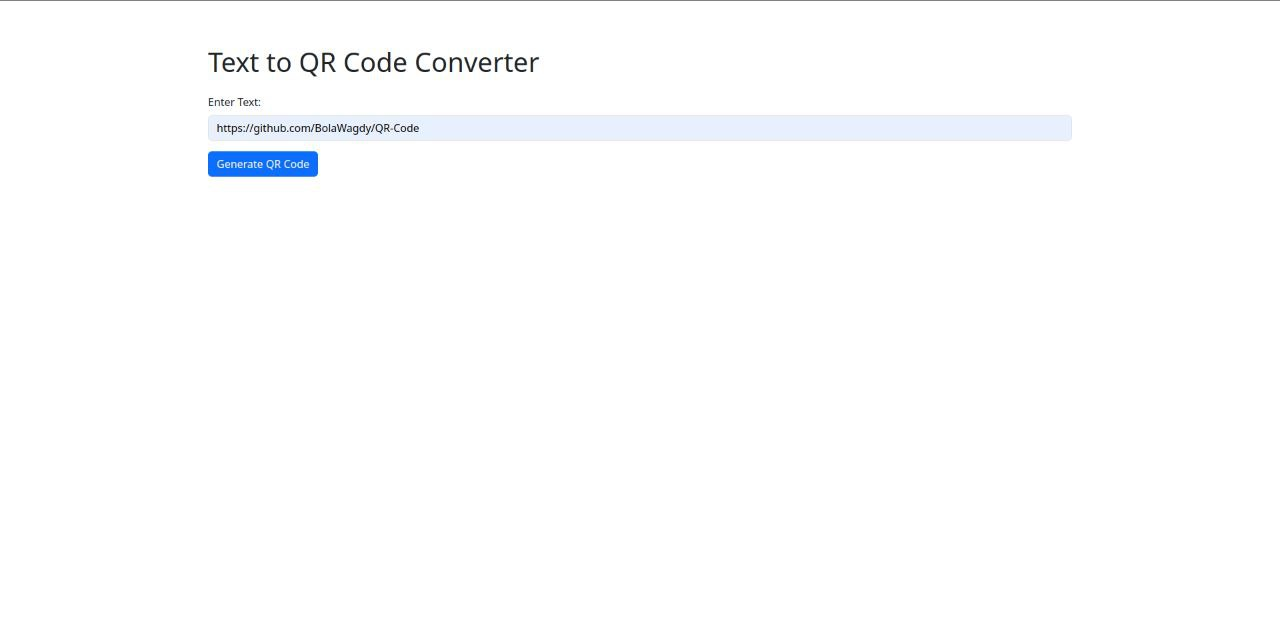 Text to QR Code Converter
Enter Text:
https://github.com/BolaWagdy/QR-Code
Generate QR Code